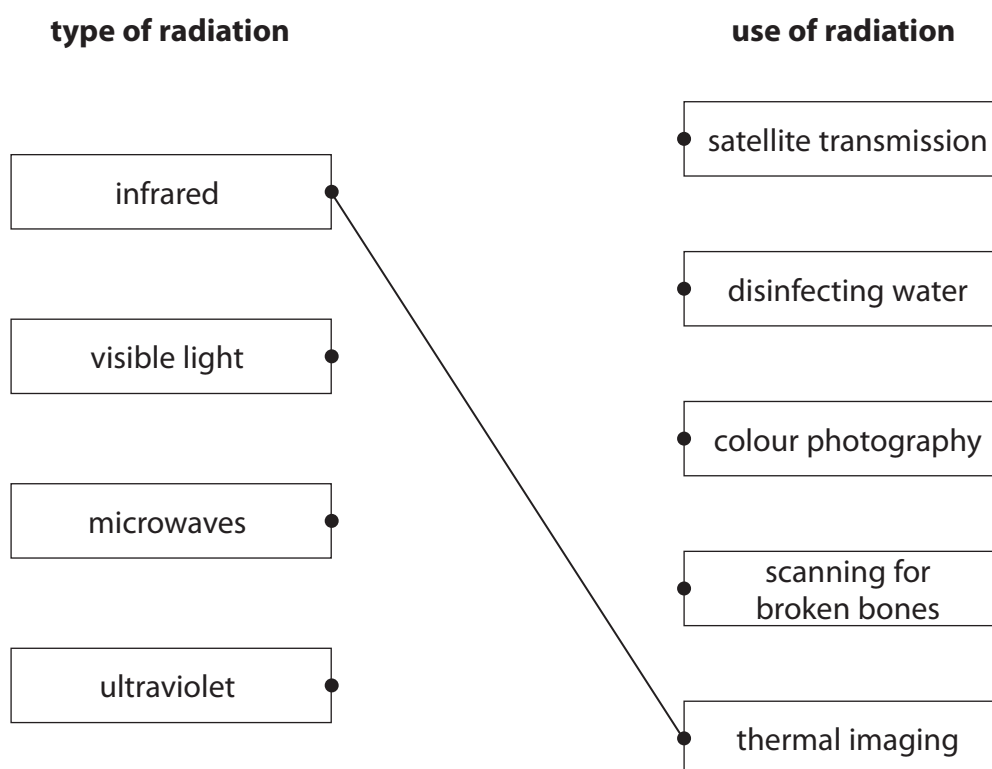 type of radiation
use of radiation
infrared
visible light
microwaves
ultraviolet
satellite transmission
disinfecting water
colour photography
scanning for
broken bones
thermal imaging